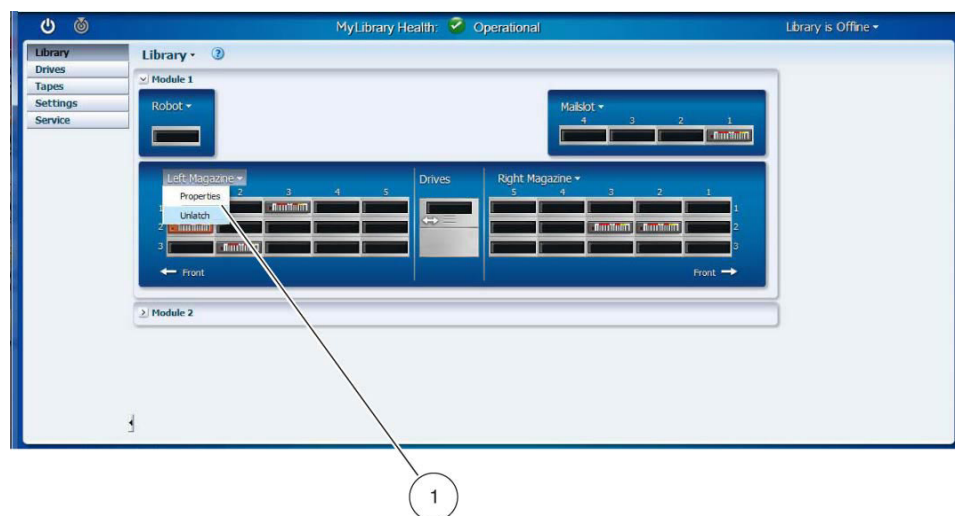 MyLibrary Health: Operational
Library is Offline
Library
Drives
Tapes
Settings
Service
Library
?
Module 1
Robot
Mailslot
4 3 2 1
Left Magazine
Properties
Unlatch
2 3 4 5
1
2
3
Front
Drives
Right Magazine
5 4 3 2 1
1
2
3
Front
Module 2
1